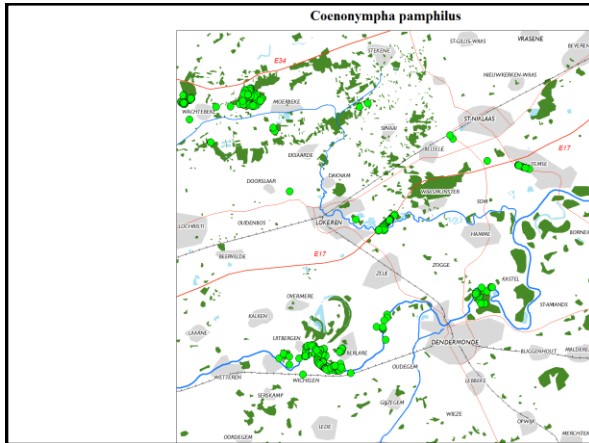 Coenonympha pamphilus
ST-GILLIS-WAAS
VRASENE
BEVEREN
STEKENE
E34
NIEUWKERKEN-WAAS
WACHTEBEKE
MOERBEKE
ST-NIKLAAS
SINAAI
BELSELE
E17
TEMSE
EKSAARDE
DAKNAM
DOORSLAAR
WAASMUNSTER
ELVERSELE
LOKEREN
LOCHRISTI
OUDENBOS
HAMME
BORNEM
BEERVELDE
E17
ZOGGE
ZELE
KASTEL
OVERMERE
ST-AMANDS
KALKEN
LAARNE
UITBERGEN
BERLARE
DENDERMONDE
BUGGENHOUT
MALDEREN
OUDEGEM
WETTEREN
WICHELEN
LEBBEKE
SERSKAMP
GIJZEGEM
WIEZE
OPWIJK
LEDE
MERCHTEM
OORDEGEM